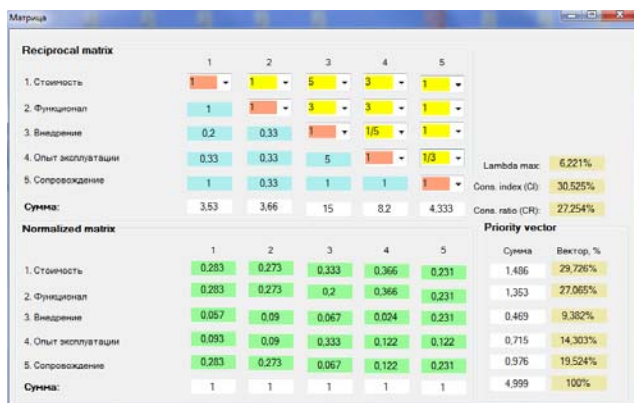 Матрица
Reciprocal matrix
1 2 3 4 5
1. Стоимость 1 1 5 3 1
2. Функционал 1 1 3 3 1
3. Внедрение 0,2 0,33 1 1/5 1
4. Опыт эксплуатации 0,33 0,33 5 1 1/3
5. Сопровождение 1 0,33 1 1 1
Сумма: 3,53 3,66 15 8,2 4,333
Lambda max: 6,221%
Cons. index (CI): 30,525%
Cons. ratio (CR): 27,254%
Normalized matrix
1 2 3 4 5
1. Стоимость 0,283 0,273 0,333 0,366 0,231
2. Функционал 0,283 0,273 0,2 0,366 0,231
3. Внедрение 0,057 0,09 0,067 0,024 0,231
4. Опыт эксплуатации 0,093 0,09 0,333 0,122 0,122
5. Сопровождение 0,283 0,273 0,067 0,122 0,231
Сумма: 1 1 1 1 1
Priority vector
Сумма Вектор, %
1,486 29,726%
1,353 27,065%
0,469 9,382%
0,715 14,303%
0,976 19,524%
4,999 100%